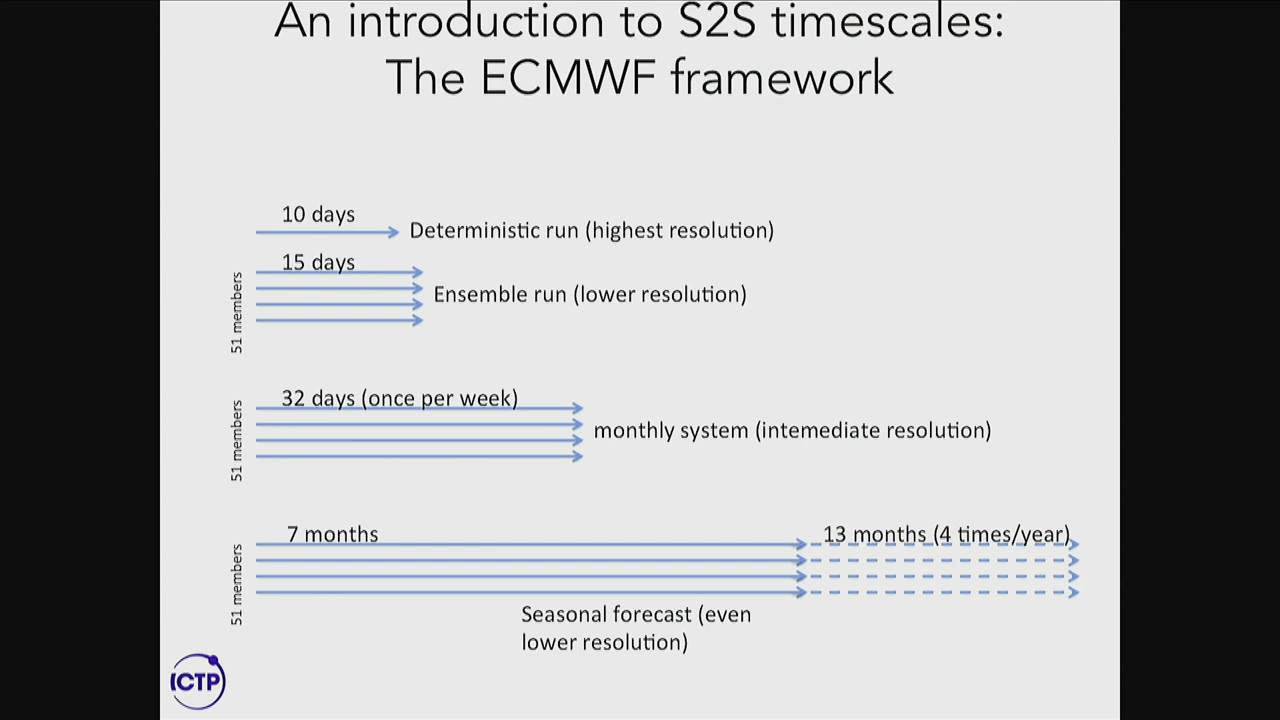 An introduction to S2S timescales:
The ECMWF framework
10 days
Deterministic run (highest resolution)
15 days
51 members
Ensemble run (lower resolution)
32 days (once per week)
51 members
monthly system (intemediate resolution)
7 months
13 months (4 times/year)
51 members
Seasonal forecast (even
lower resolution)
ICTP